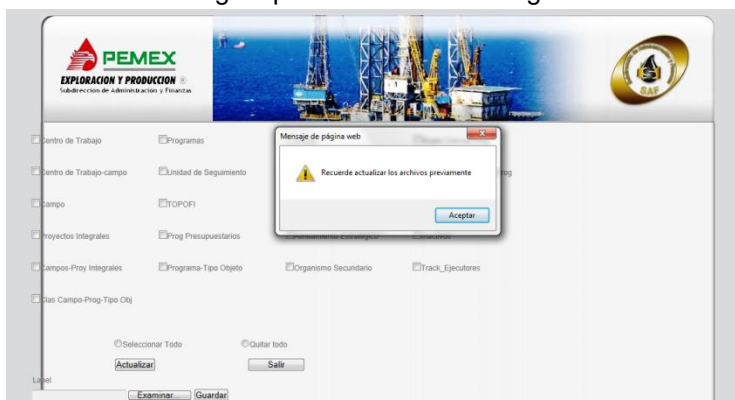 PEMEX
EXPLORACION Y PRODUCCION ®
Subdirección de Administración y Finanzas
SAF
Mensaje de página web
Recuerde actualizar los archivos previamente
Aceptar
Centro de Trabajo
Programas
Centro de Trabajo-campo
Unidad de Seguimiento
Campo
TOPOFI
Proyectos Integrales
Prog Presupuestarios
Campos-Proy Integrales
Programa-Tipo Objeto
Organismo Secundario
Track_Ejecutores
Clas Campo-Prog-Tipo Obj
Seleccionar Todo
Quitar todo
Actualizar
Salir
Label
Examinar...
Guardar